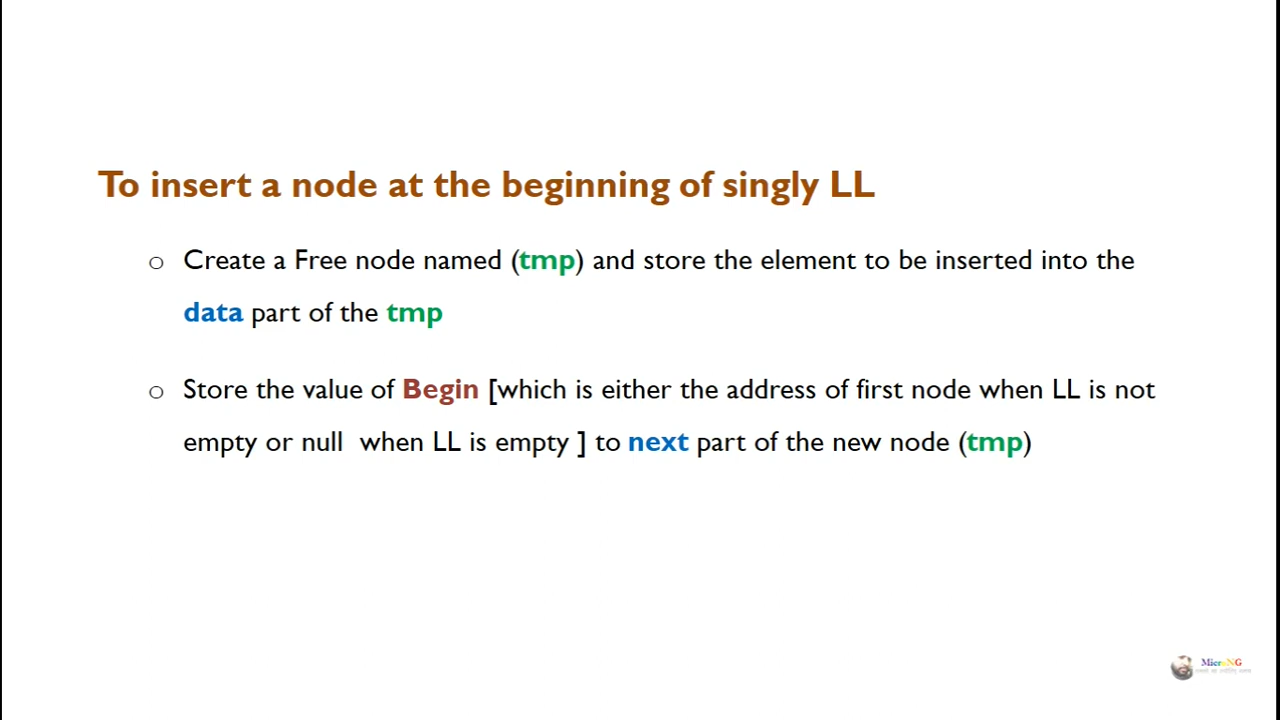 To insert a node at the beginning of singly LL
o Create a Free node named (tmp) and store the element to be inserted into the
data part of the tmp
o Store the value of Begin [which is either the address of first node when LL is not
empty or null when LL is empty ] to next part of the new node (tmp)
MicroNG